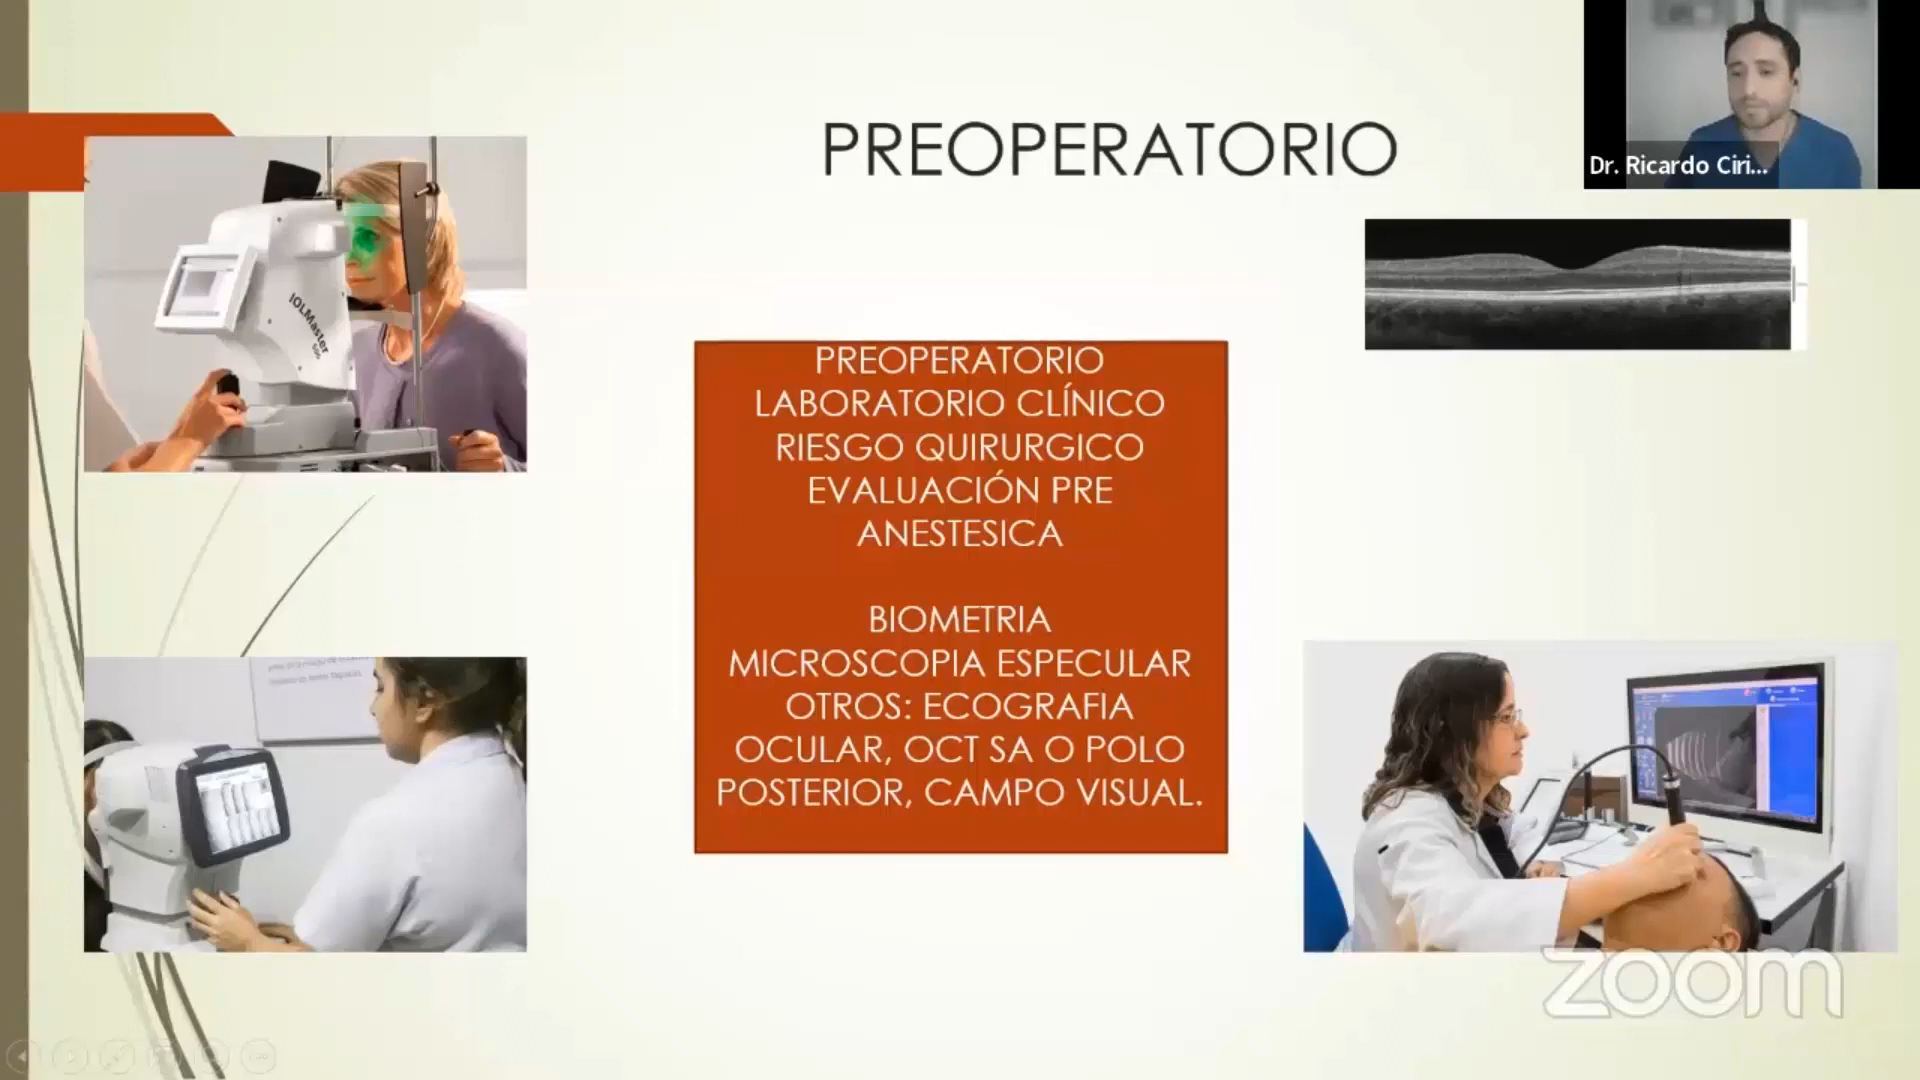 PREOPERATORIO
Dr. Ricardo Ciri...
IOLMaster
500
PREOPERATORIO
LABORATORIO CLÍNICO
RIESGO QUIRURGICO
EVALUACIÓN PRE
ANESTESICA
BIOMETRIA
MICROSCOPIA ESPECULAR
OTROS: ECOGRAFIA
OCULAR, OCT SA O POLO
POSTERIOR, CAMPO VISUAL.
zoom